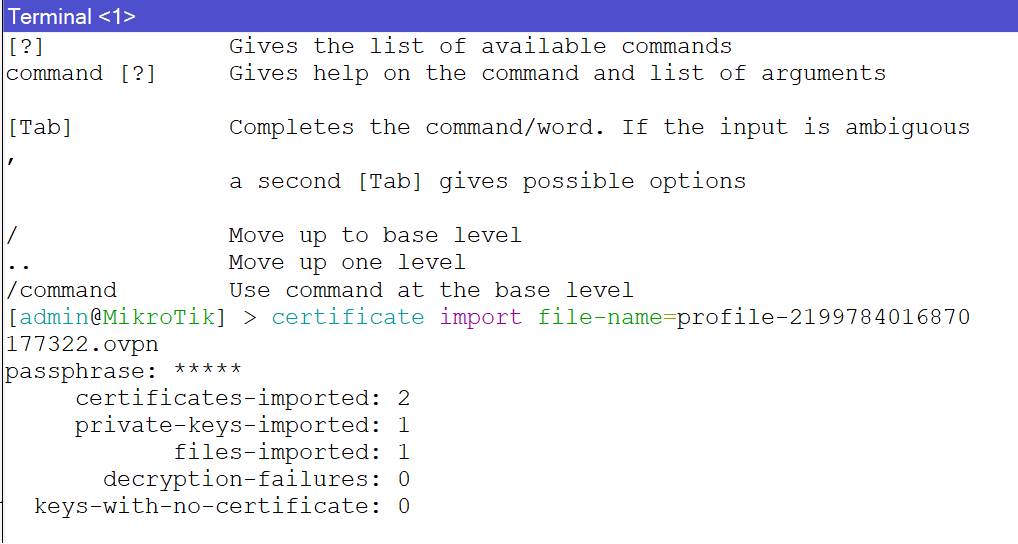 Terminal <1>
[?] Gives the list of available commands
command [?] Gives help on the command and list of arguments
[Tab] Completes the command/word. If the input is ambiguous
,
a second [Tab] gives possible options
/ Move up to base level
.. Move up one level
/command Use command at the base level
[admin@MikroTik] > certificate import file-name=profile-2199784016870
177322.ovpn
passphrase: *****
certificates-imported: 2
private-keys-imported: 1
files-imported: 1
decryption-failures: 0
keys-with-no-certificate: 0